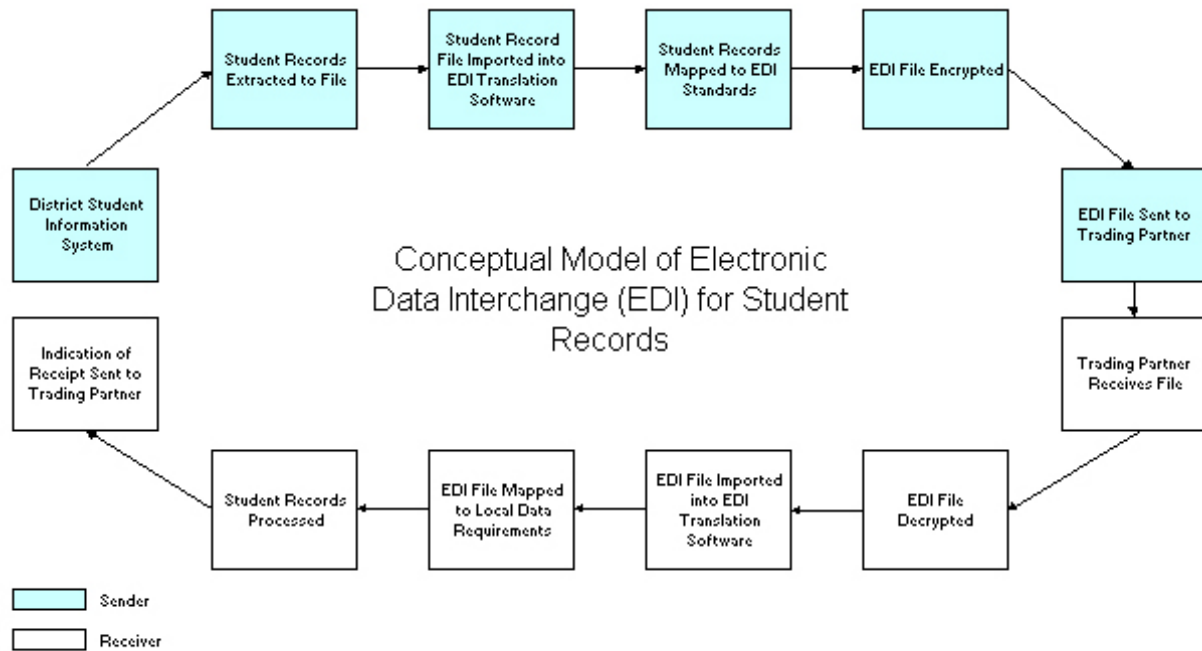 Student Records
Extracted to File
Student Record
File Imported into
EDI Translation
Software
Student Records
Mapped to EDI
Standards
EDI File Encrypted
District Student
Information
System
EDI File Sent to
Trading Partner
Conceptual Model of Electronic
Data Interchange (EDI) for Student
Records
Indication of
Receipt Sent to
Trading Partner
Trading Partner
Receives File
Student Records
Processed
EDI File Mapped
to Local Data
Requirements
EDI File Imported
into EDI
Translation
Software
EDI File
Decrypted
Sender
Receiver